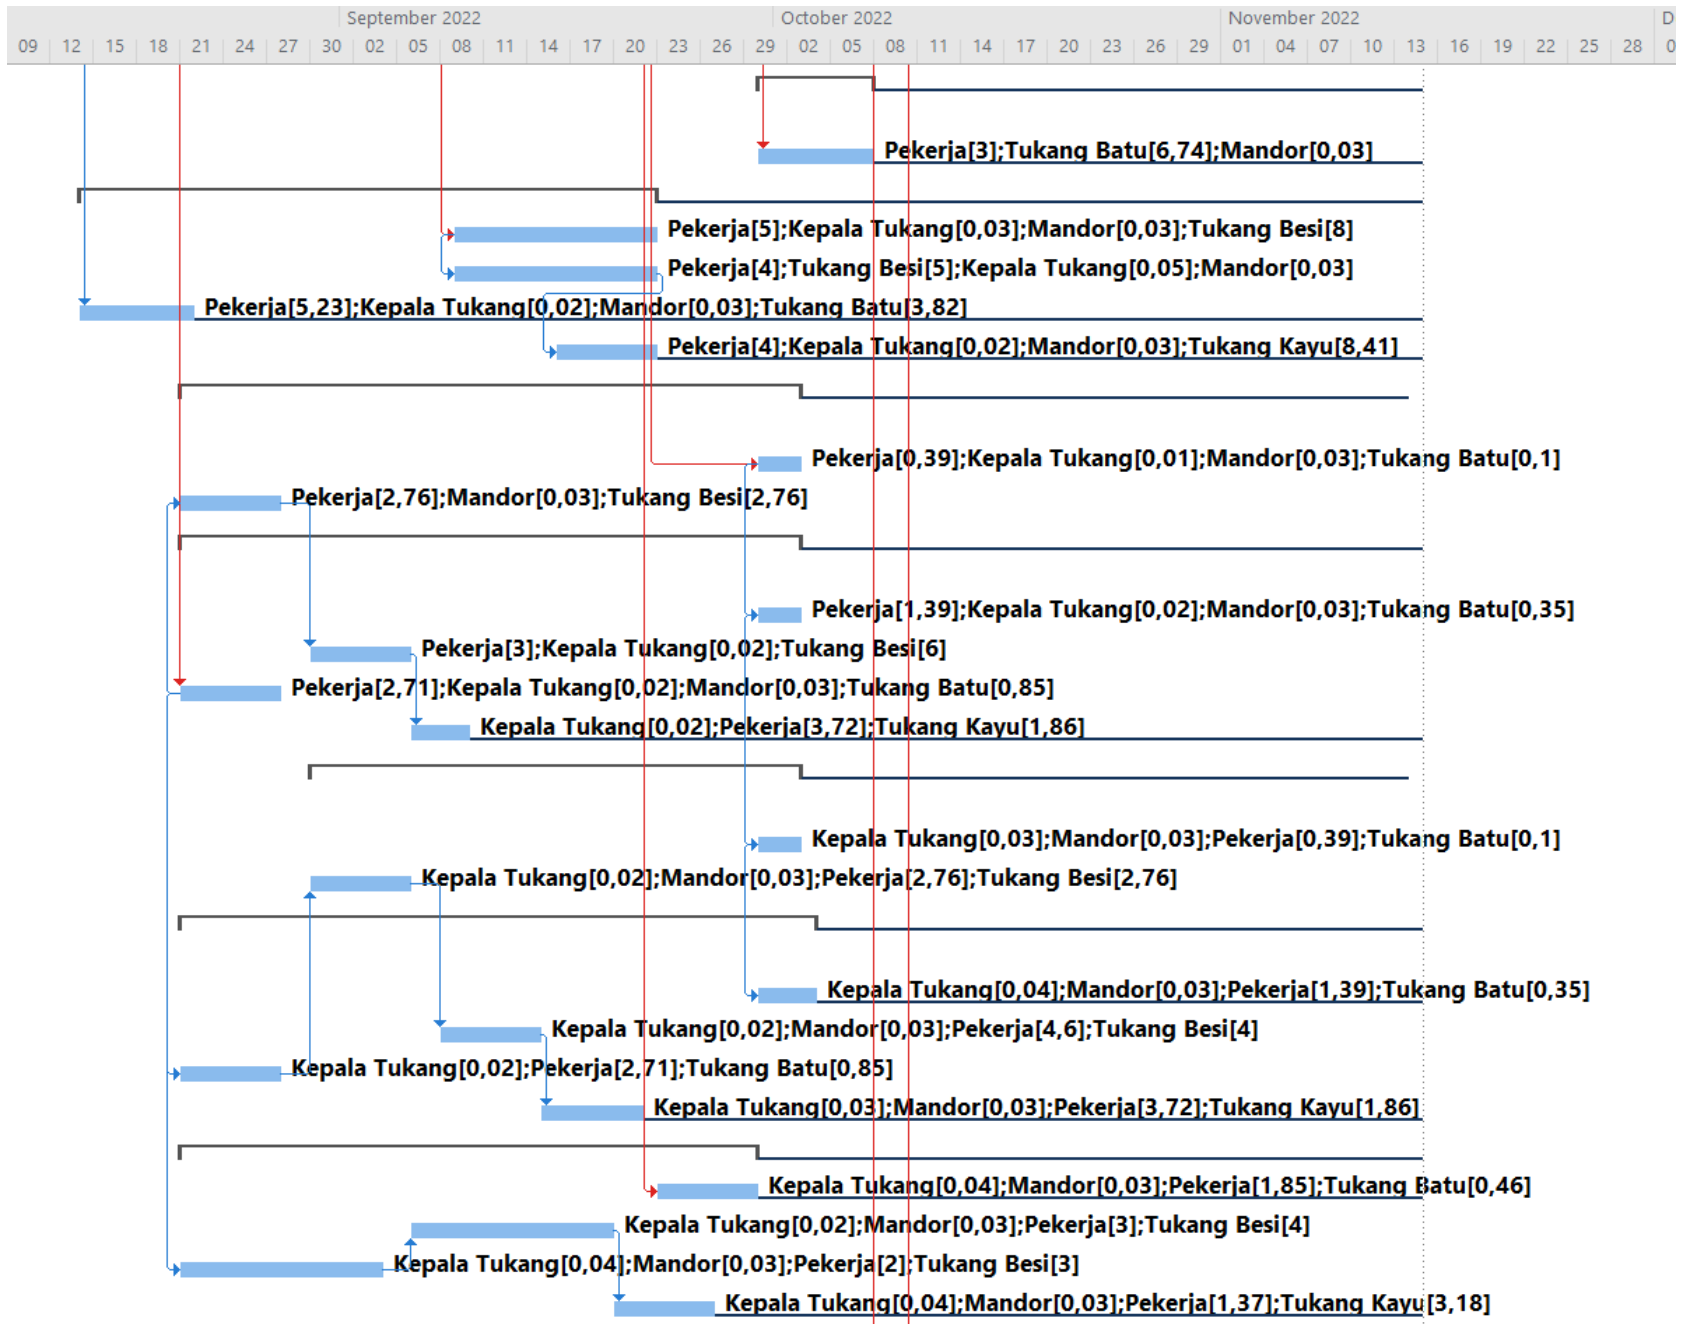 September 2022 October 2022 November 2022 D
09 12 15 18 21 24 27 30 02 05 08 11 14 17 20 23 26 29 02 05 08 11 14 17 20 23 26 29 01 04 07 10 13 16 19 22 25 28 0
Pekerja[3];Tukang Batu[6,74];Mandor[0,03]
Pekerja[5];Kepala Tukang[0,03];Mandor[0,03];Tukang Besi[8]
Pekerja[4];Tukang Besi[5];Kepala Tukang[0,05];Mandor[0,03]
Pekerja[5,23];Kepala Tukang[0,02];Mandor[0,03];Tukang Batu[3,82]
Pekerja[4];Kepala Tukang[0,02];Mandor[0,03];Tukang Kayu[8,41]
Pekerja[0,39];Kepala Tukang[0,01];Mandor[0,03];Tukang Batu[0,1]
Pekerja[2,76];Mandor[0,03];Tukang Besi[2,76]
Pekerja[1,39];Kepala Tukang[0,02];Mandor[0,03];Tukang Batu[0,35]
Pekerja[3];Kepala Tukang[0,02];Tukang Besi[6]
Pekerja[2,71];Kepala Tukang[0,02];Mandor[0,03];Tukang Batu[0,85]
Kepala Tukang[0,02];Pekerja[3,72];Tukang Kayu[1,86]
Kepala Tukang[0,03];Mandor[0,03];Pekerja[0,39];Tukang Batu[0,1]
Kepala Tukang[0,02];Mandor[0,03];Pekerja[2,76];Tukang Besi[2,76]
Kepala Tukang[0,04];Mandor[0,03];Pekerja[1,39];Tukang Batu[0,35]
Kepala Tukang[0,02];Mandor[0,03];Pekerja[4,6];Tukang Besi[4]
Kepala Tukang[0,02];Pekerja[2,71];Tukang Batu[0,85]
Kepala Tukang[0,03];Mandor[0,03];Pekerja[3,72];Tukang Kayu[1,86]
Kepala Tukang[0,04];Mandor[0,03];Pekerja[1,85];Tukang Batu[0,46]
Kepala Tukang[0,02];Mandor[0,03];Pekerja[3];Tukang Besi[4]
Kepala Tukang[0,04];Mandor[0,03];Pekerja[2];Tukang Besi[3]
Kepala Tukang[0,04];Mandor[0,03];Pekerja[1,37];Tukang Kayu[3,18]